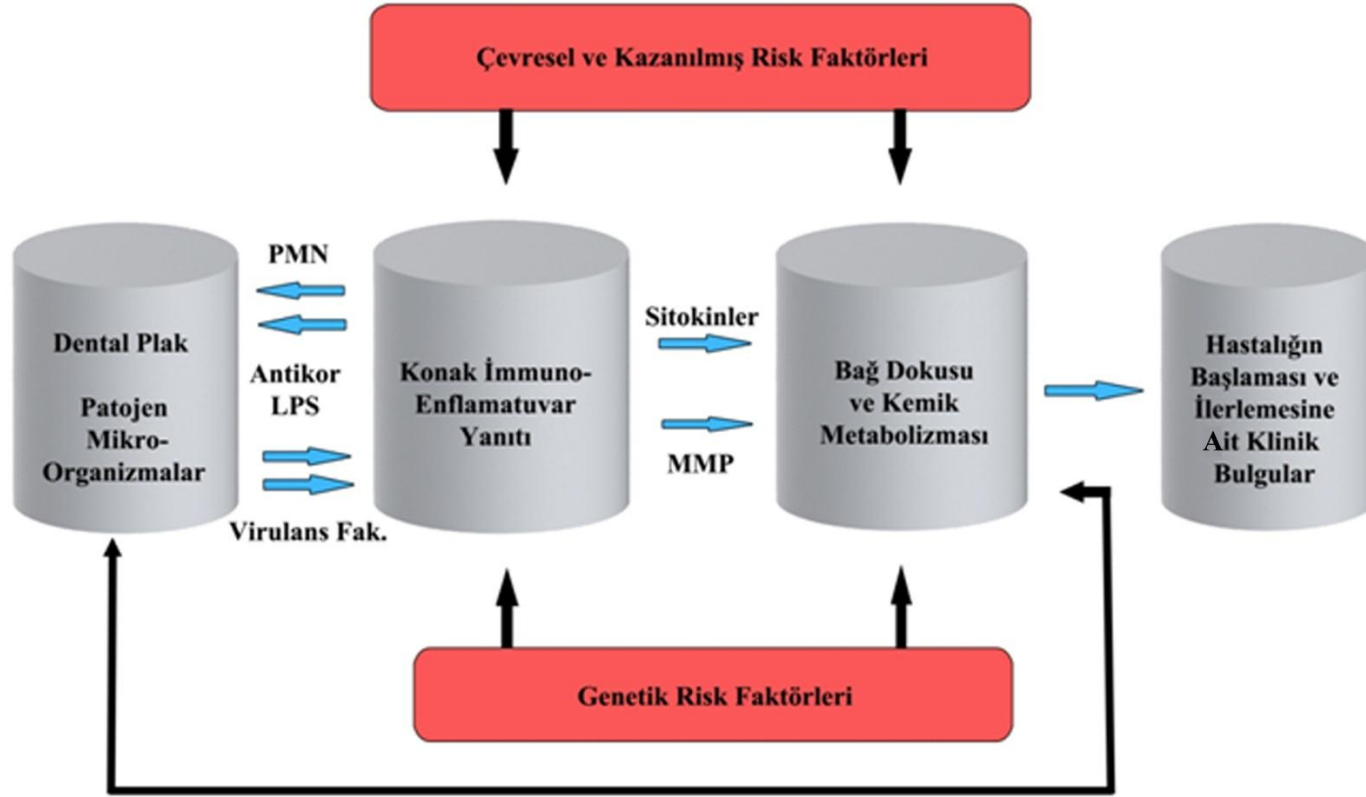 Çevresel ve Kazanılmış Risk Faktörleri
Dental Plak
Patojen
Mikro-
Organizmalar
PMN
Antikor
LPS
Virulans Fak.
Konak İmmuno-
Enflamatuvar
Yanıtı
Sitokinler
MMP
Bağ Dokusu
ve Kemik
Metabolizması
Hastalığın
Başlaması ve
İlerlemesine
Ait Klinik
Bulgular
Genetik Risk Faktörleri